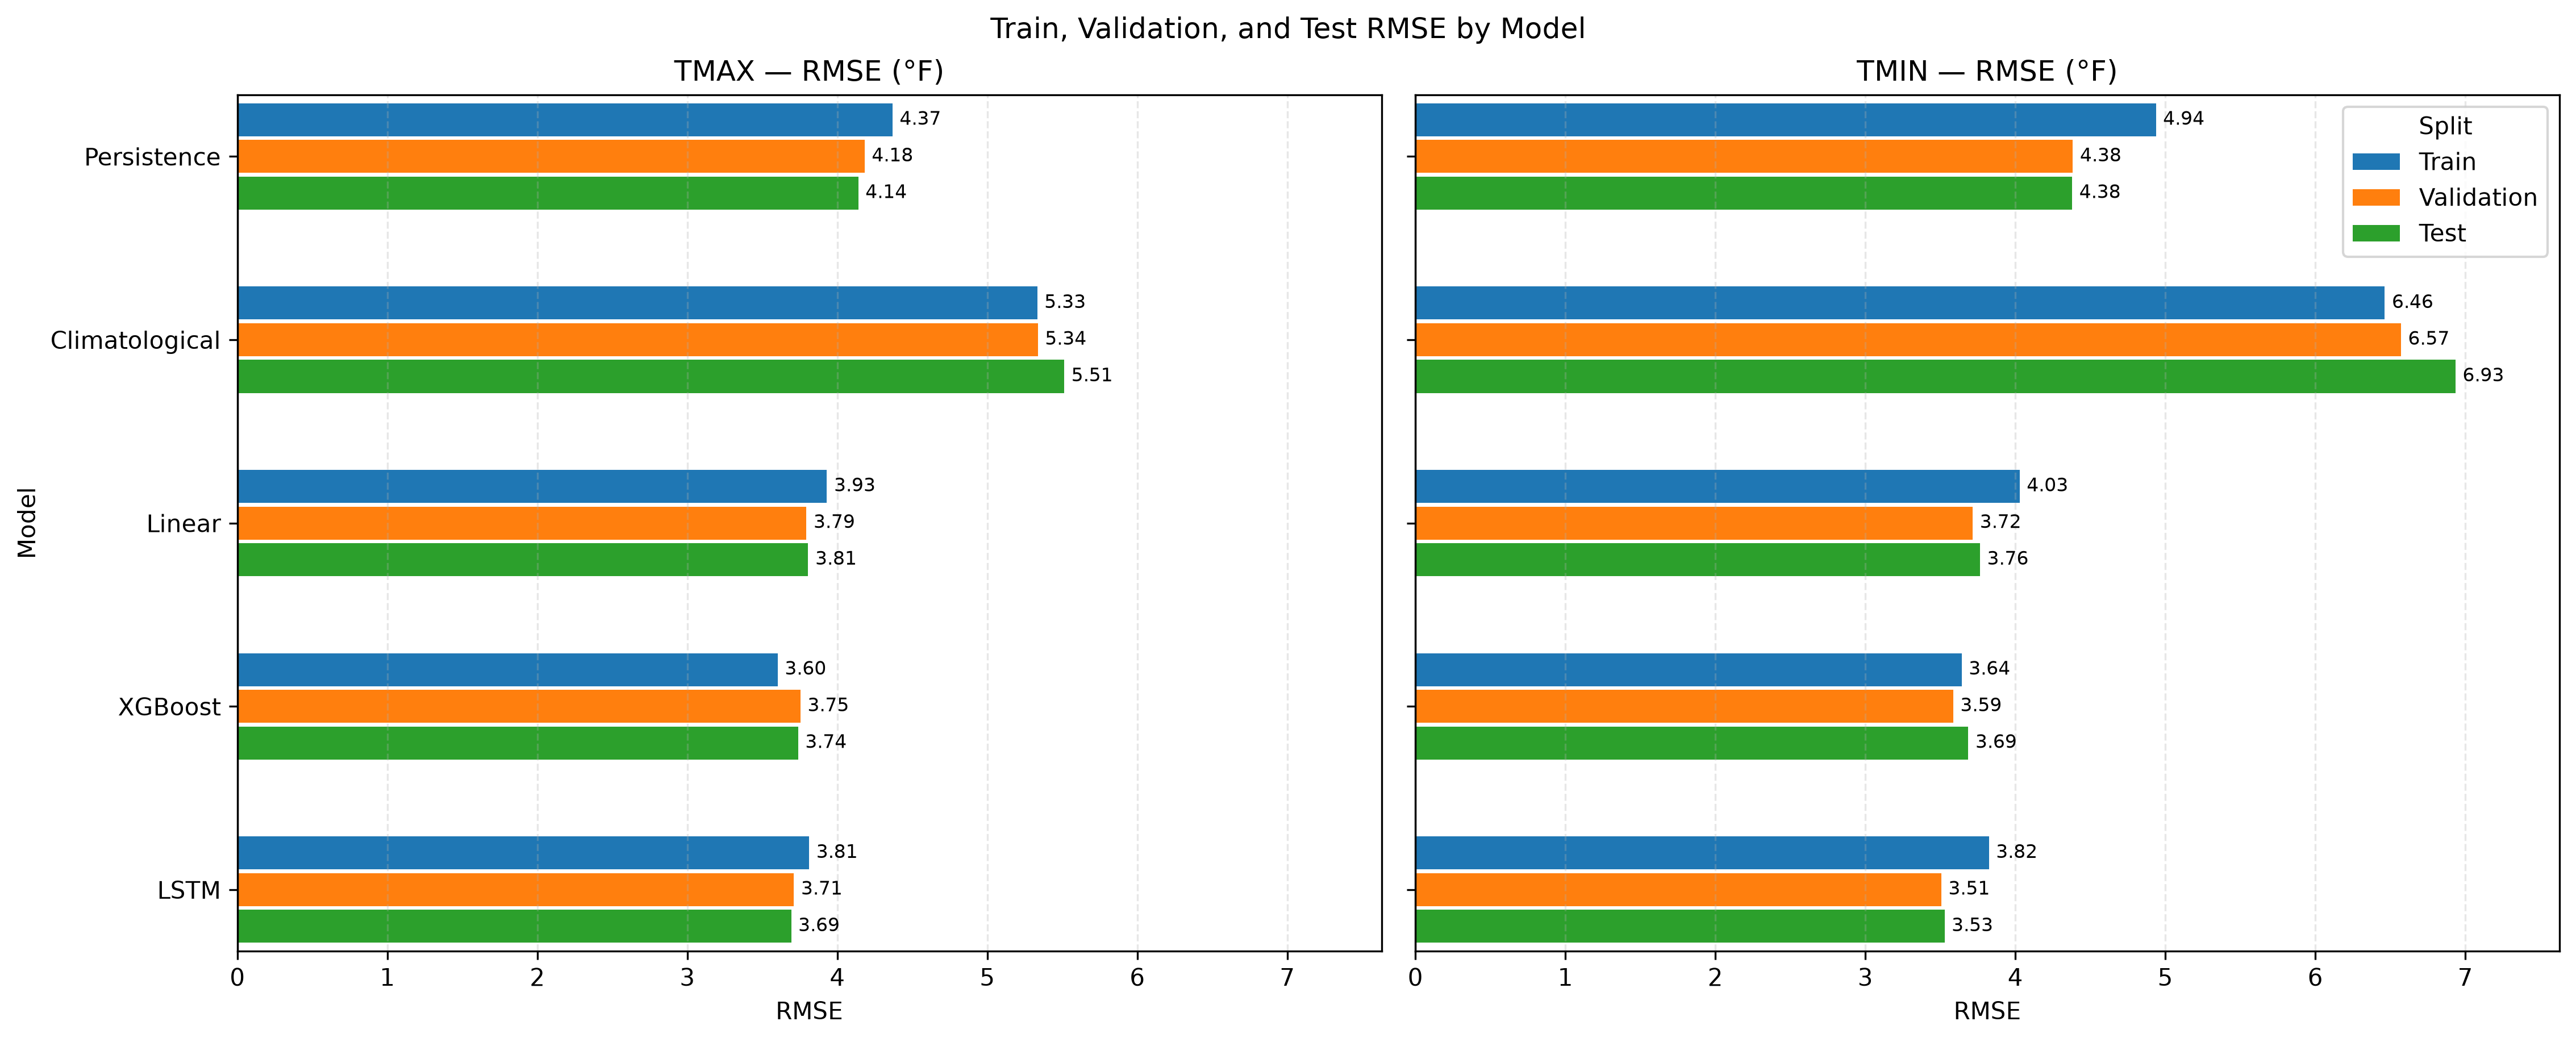 Train, Validation, and Test RMSE by Model
TMAX — RMSE (°F)
Model
Persistence
Climatological
Linear
XGBoost
LSTM
4.37
4.18
4.14
5.33
5.34
5.51
3.93
3.79
3.81
3.60
3.75
3.74
3.81
3.71
3.69
0 1 2 3 4 5 6 7
RMSE
TMIN — RMSE (°F)
4.94
4.38
4.38
6.46
6.57
6.93
4.03
3.72
3.76
3.64
3.59
3.69
3.82
3.51
3.53
Split
Train
Validation
Test
0 1 2 3 4 5 6 7
RMSE